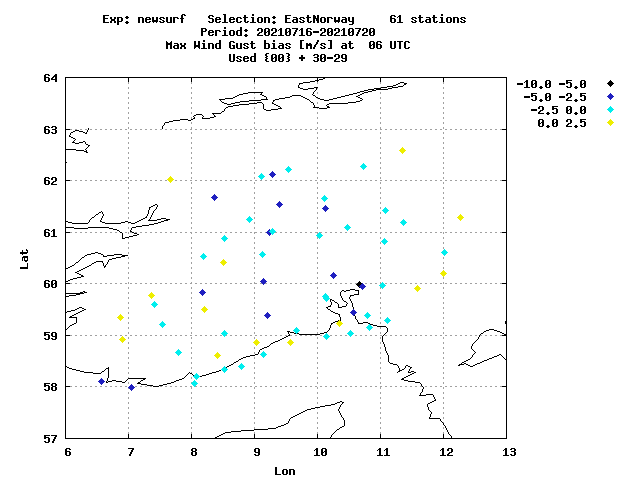 Exp: newsurf Selection: EastNorway 61 stations
Period: 20210716-20210720
Max Wind Gust bias [m/s] at 06 UTC
Used {00} + 30-29
-10.0 -5.0
-5.0 -2.5
-2.5 0.0
0.0 2.5
64
63
62
61
60
59
58
57
Lat
6 7 8 9 10 11 12 13
Lon